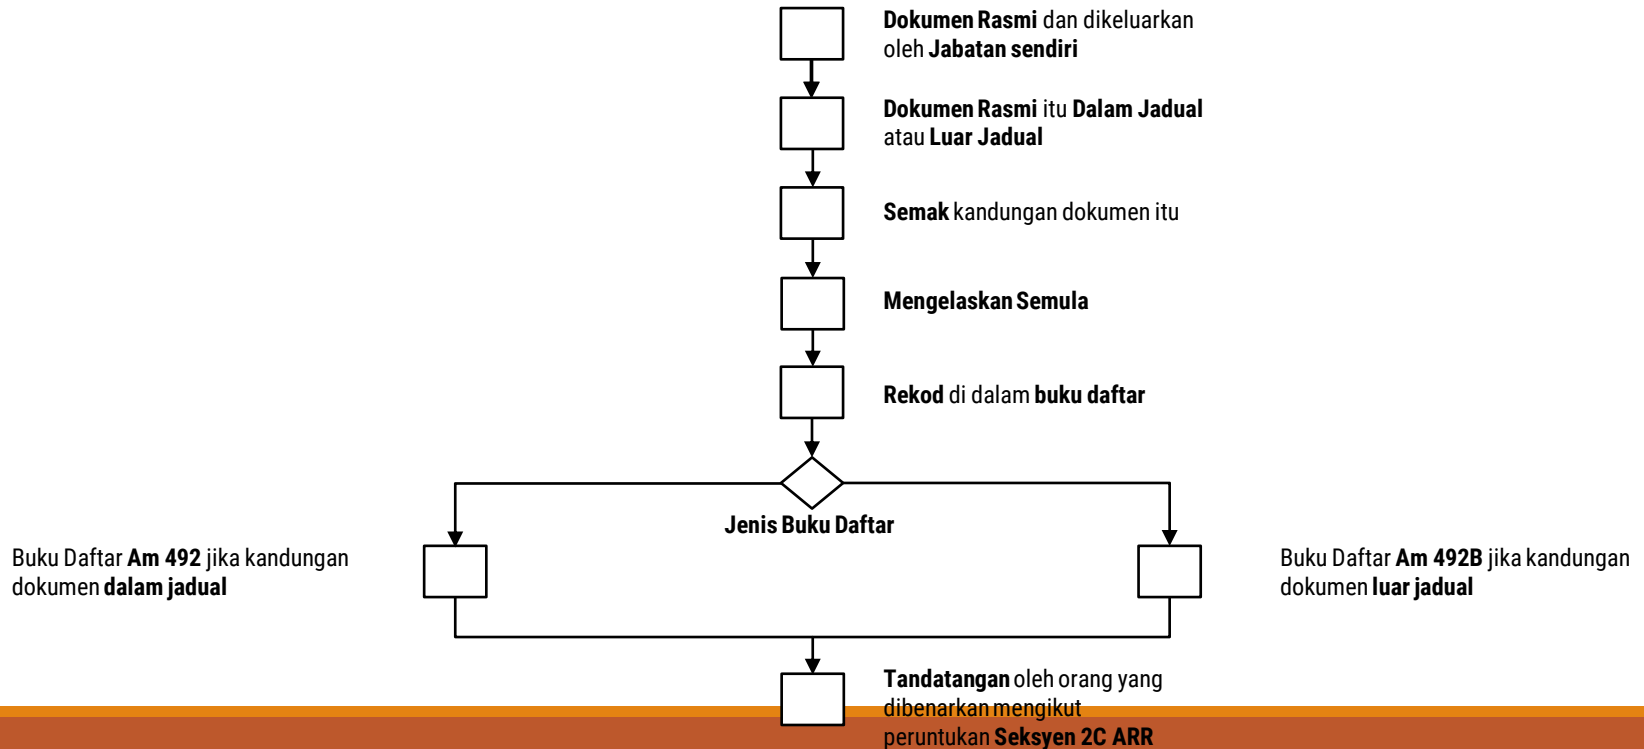 Dokumen Rasmi dan dikeluarkan
oleh Jabatan sendiri
Dokumen Rasmi itu Dalam Jadual
atau Luar Jadual
Semak kandungan dokumen itu
Mengelaskan Semula
Rekod di dalam buku daftar
Jenis Buku Daftar
Buku Daftar Am 492 jika kandungan
dokumen dalam jadual
Buku Daftar Am 492B jika kandungan
dokumen luar jadual
Tandatangan oleh orang yang
dibenarkan mengikut
peruntukan Seksyen 2C ARR